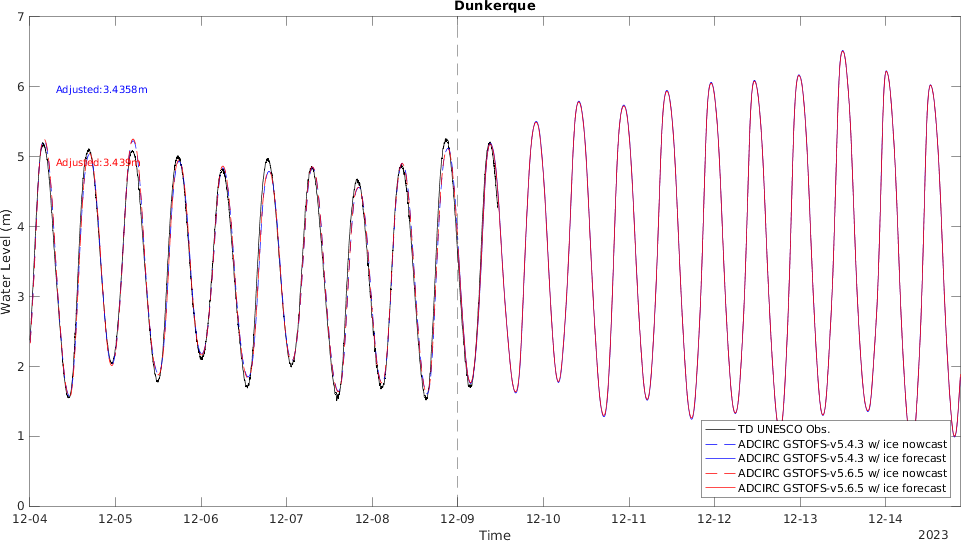 Dunkerque
7
6
5
4
3
2
1
0
Water Level (m)
Adjusted:3.4358m
Adjusted:3.439m
TD UNESCO Obs.
ADCIRC GSTOFS-v5.4.3 w/ ice nowcast
ADCIRC GSTOFS-v5.4.3 w/ ice forecast
ADCIRC GSTOFS-v5.6.5 w/ ice nowcast
ADCIRC GSTOFS-v5.6.5 w/ ice forecast
12-04 12-05 12-06 12-07 12-08 12-09 12-10 12-11 12-12 12-13 12-14
Time
2023